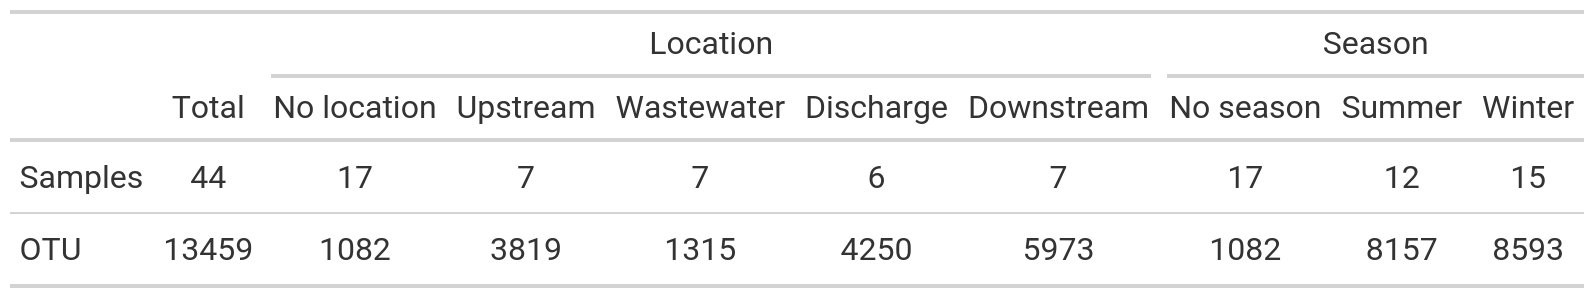 Location Season
Total No location Upstream Wastewater Discharge Downstream No season Summer Winter
Samples 44 17 7 7 6 7 17 12 15
OTU 13459 1082 3819 1315 4250 5973 1082 8157 8593